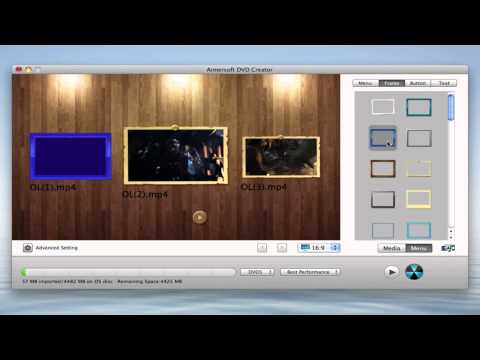 Aimersoft DVD Creator
Menu Frame Button Text
OL(1).mp4
OL(2).mp4
OL(3).mp4
Advanced Setting
16:9
Media Menu
DVD5
Best Performance
57 MB imported/4482 MB on D5 disc Remaining Space:4425 MB